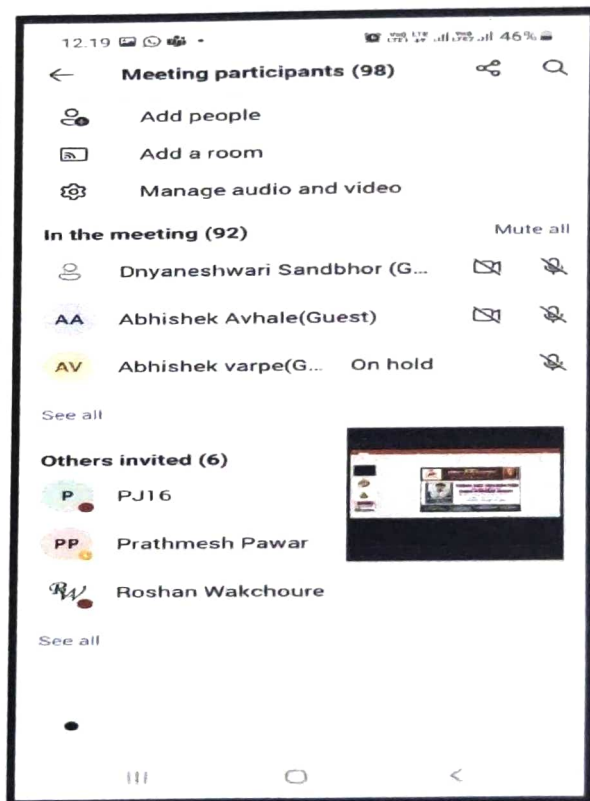 12.19
46%
Meeting participants (98)
Add people
Add a room
Manage audio and video
In the meeting (92)
Mute all
Dnyaneshwari Sandbhor (G...
AA Abhishek Avhale(Guest)
AV Abhishek varpe(G... On hold
See all
Others invited (6)
P PJ16
PP Prathmesh Pawar
RW Roshan Wakchoure
See all